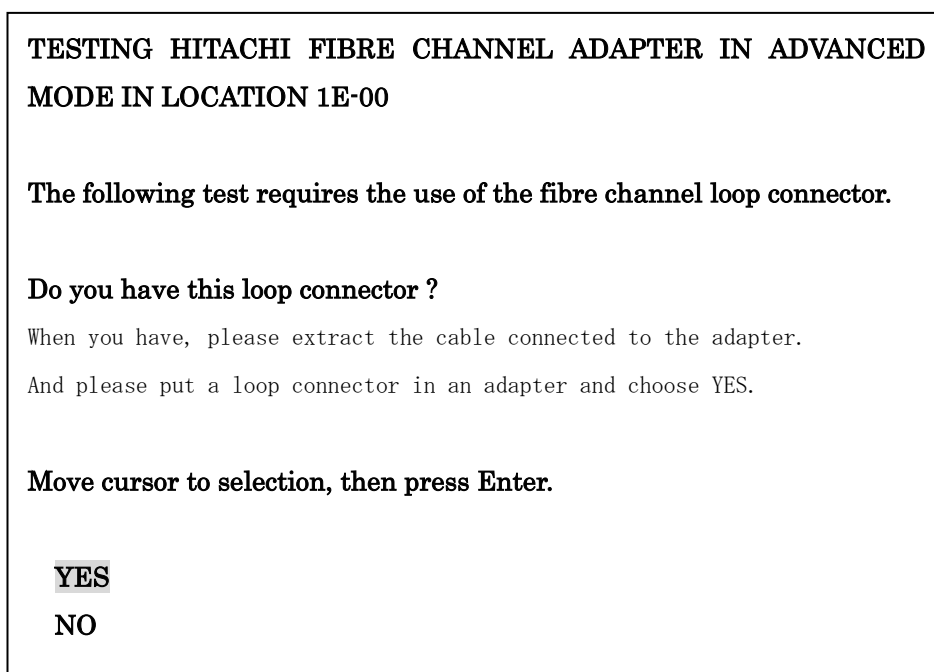 TESTING HITACHI FIBRE CHANNEL ADAPTER IN ADVANCED
MODE IN LOCATION 1E-00
The following test requires the use of the fibre channel loop connector.
Do you have this loop connector ?
When you have, please extract the cable connected to the adapter.
And please put a loop connector in an adapter and choose YES.
Move cursor to selection, then press Enter.
YES
NO